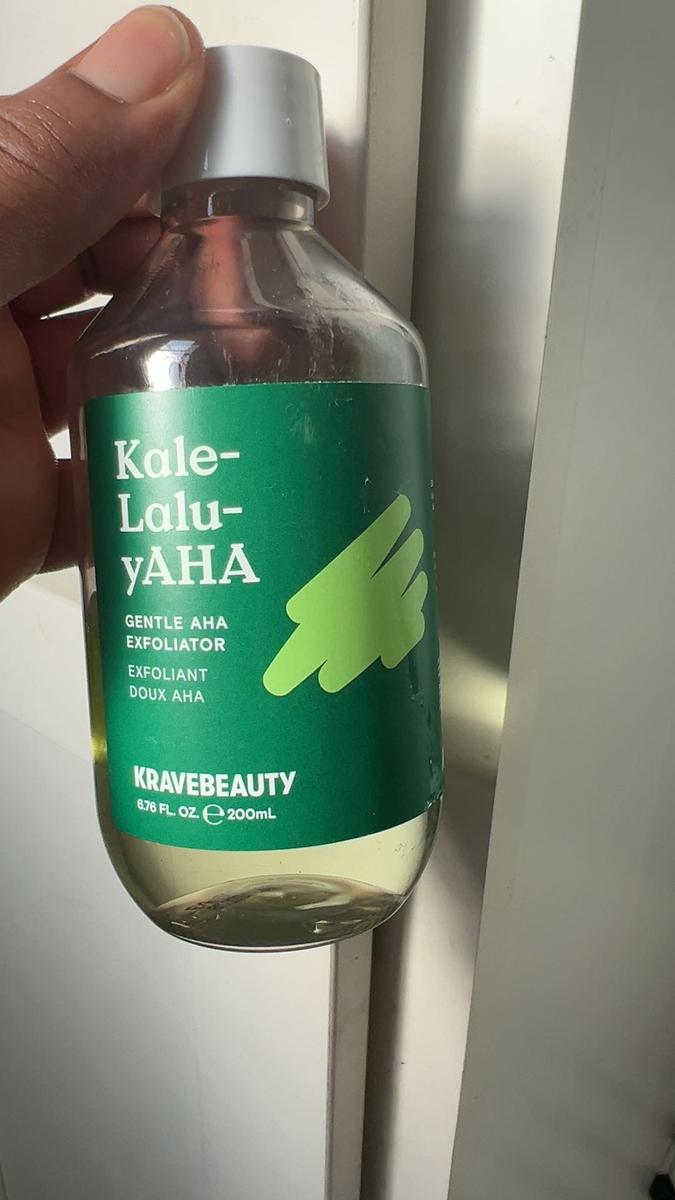 Kale-
Lalu-
yAHA
GENTLE AHA
EXFOLIATOR
EXFOLIANT
DOUX AHA
KRAVEBEAUTY
6.76 FL. OZ. ℮ 200mL